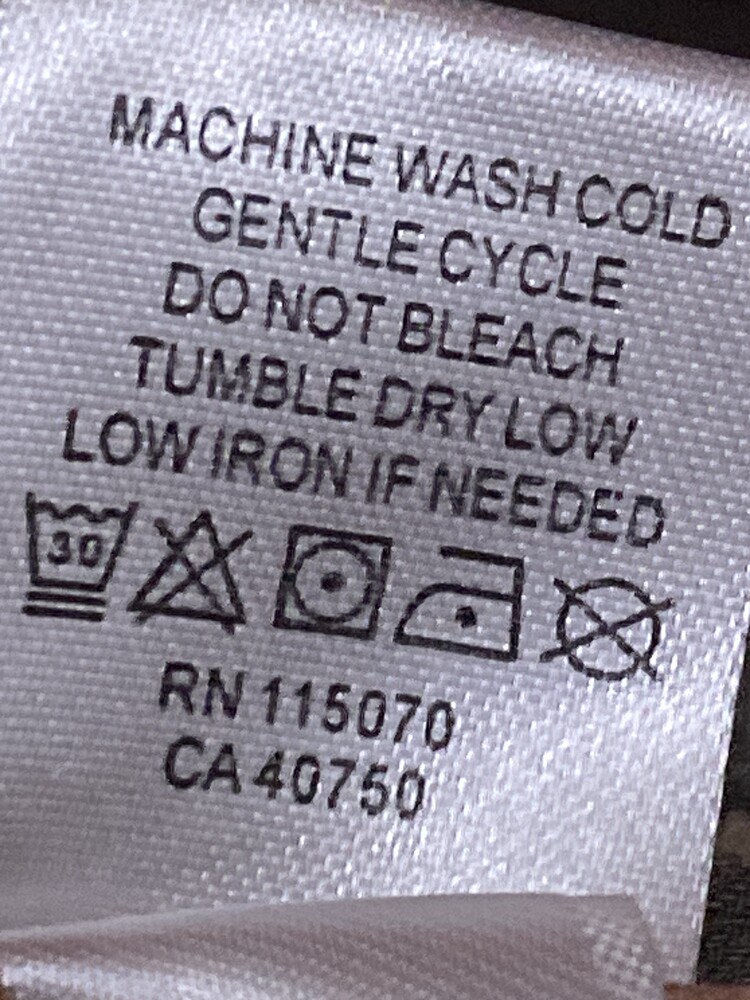 MACHINE WASH COLD
GENTLE CYCLE
DO NOT BLEACH
TUMBLE DRY LOW
LOW IRON IF NEEDED
30
RN 115070
CA 40750